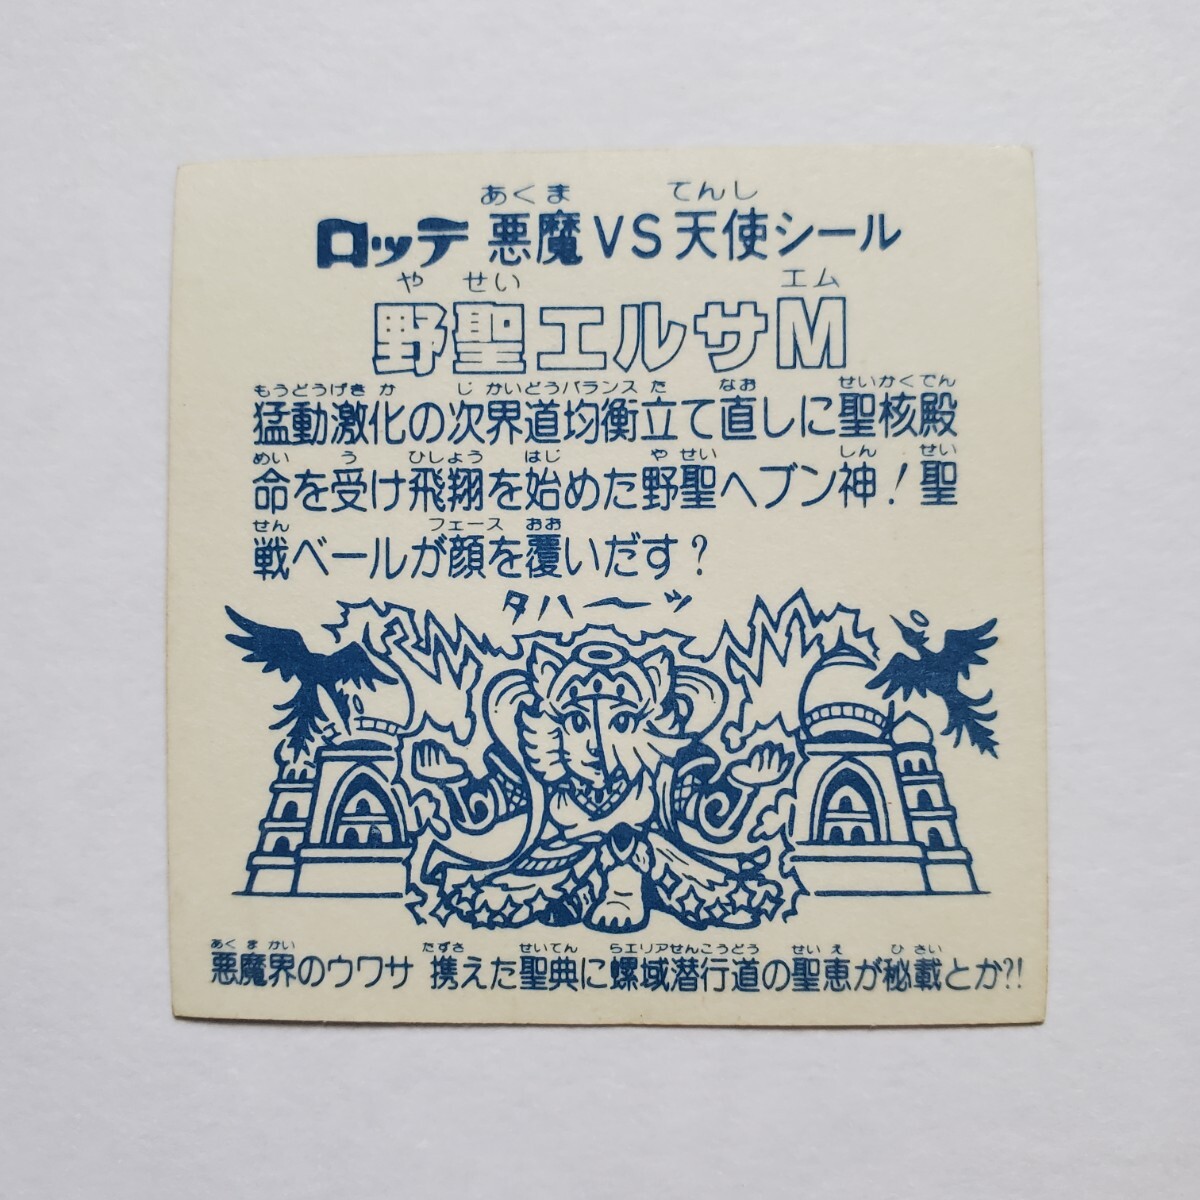 あくま てんし
ロッテ 悪魔VS天使シール
やせい エム
野聖エルサM
もうどうげきか じかいどうバランスた なお せいかくでん
猛動激化の次界道均衡立て直しに聖核殿
めい う ひしょう はじ やせい しん せい
命を受け飛翔を始めた野聖ヘブン神!聖
せん フェース おお
戦ベールが顔を覆いだす?
タハーッ
あくまかい たずさ せいてん らエリアせんこうどう せいえ ひさい
悪魔界のウワサ 携えた聖典に螺域潜行道の聖恵が秘載とか?!